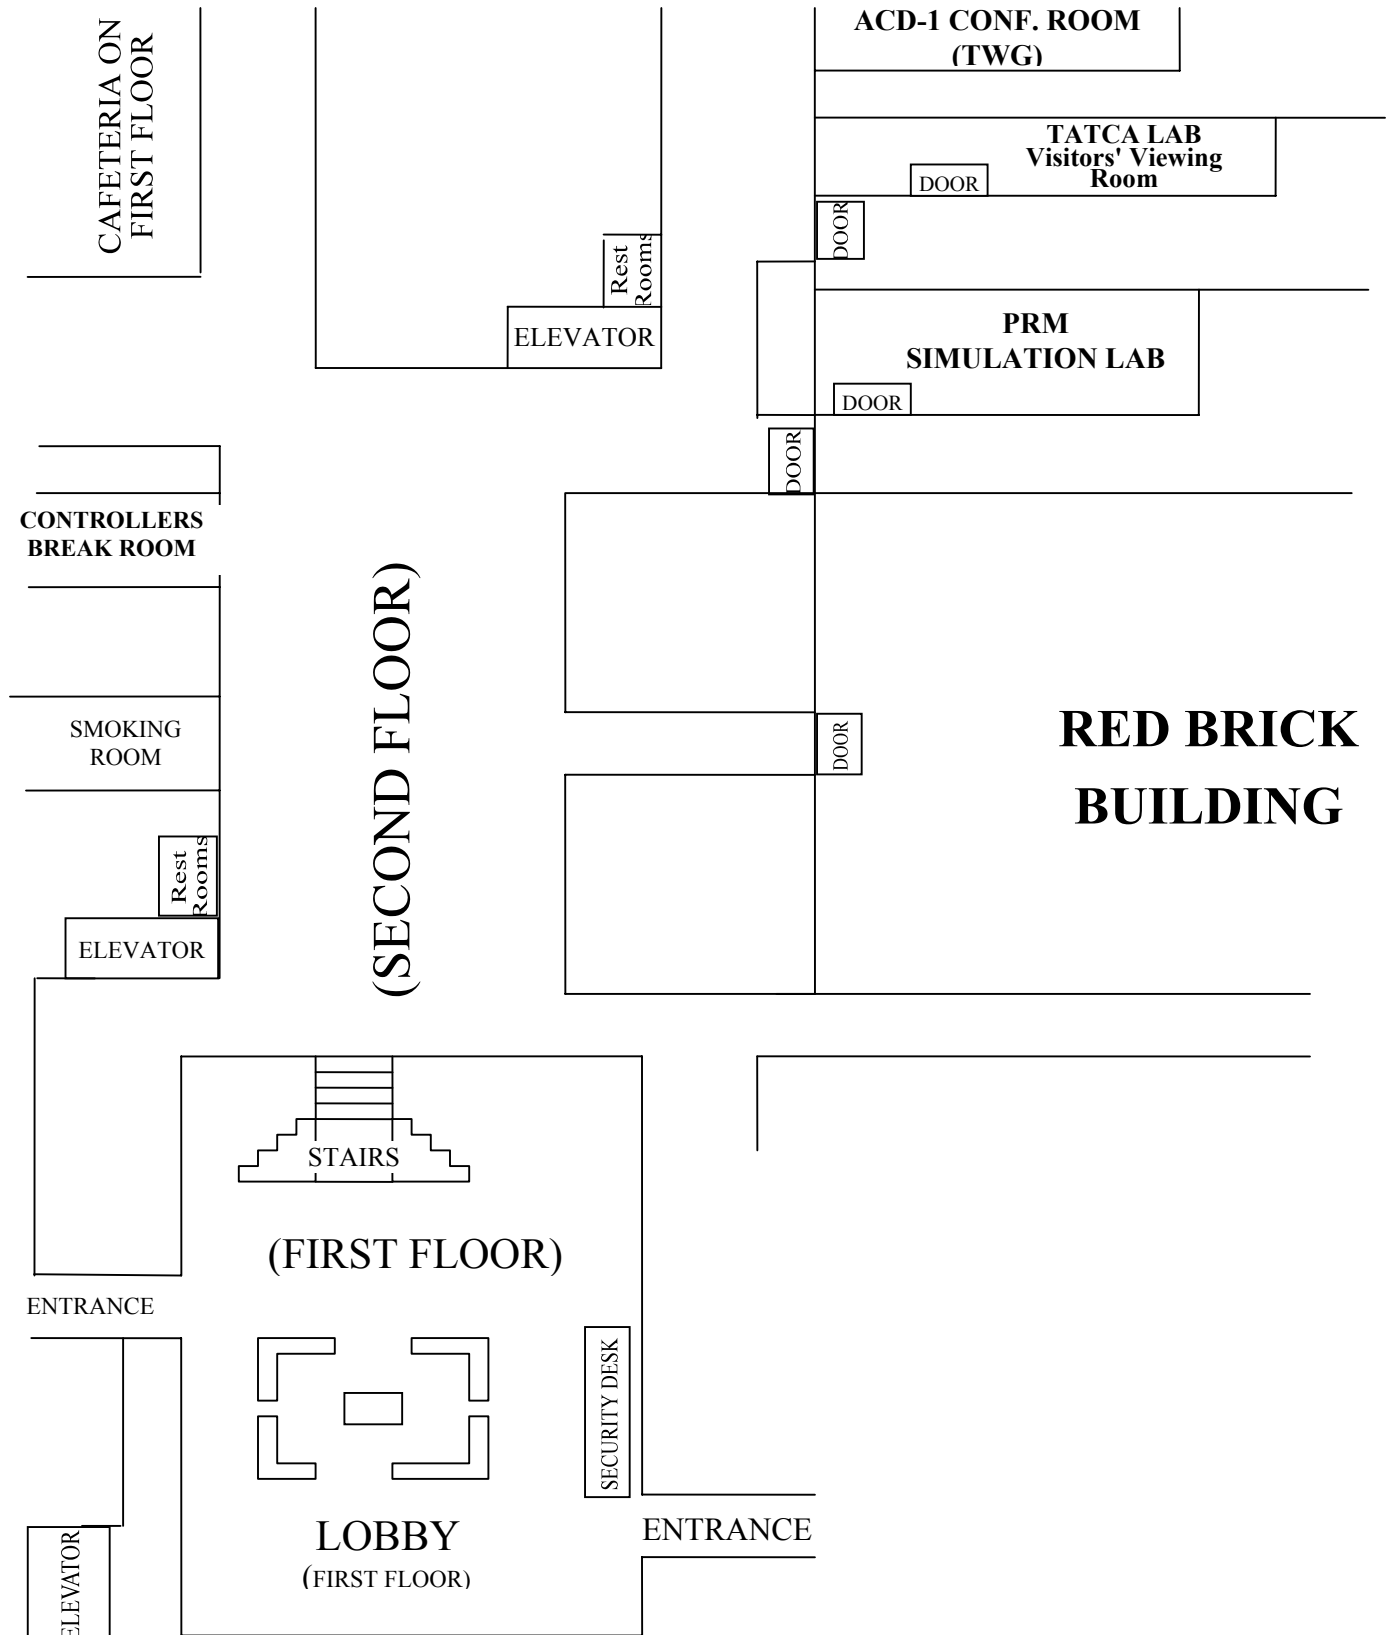 CAFETERIA ON
FIRST FLOOR
ACD-1 CONF. ROOM
(TWG)
TATCA LAB
Visitors' Viewing
Room
DOOR
DOOR
Rest
Rooms
ELEVATOR
PRM
SIMULATION LAB
DOOR
DOOR
CONTROLLERS
BREAK ROOM
(SECOND FLOOR)
SMOKING
ROOM
DOOR
RED BRICK
BUILDING
Rest
Rooms
ELEVATOR
STAIRS
(FIRST FLOOR)
ENTRANCE
SECURITY DESK
LOBBY
(FIRST FLOOR)
ENTRANCE
ELEVATOR